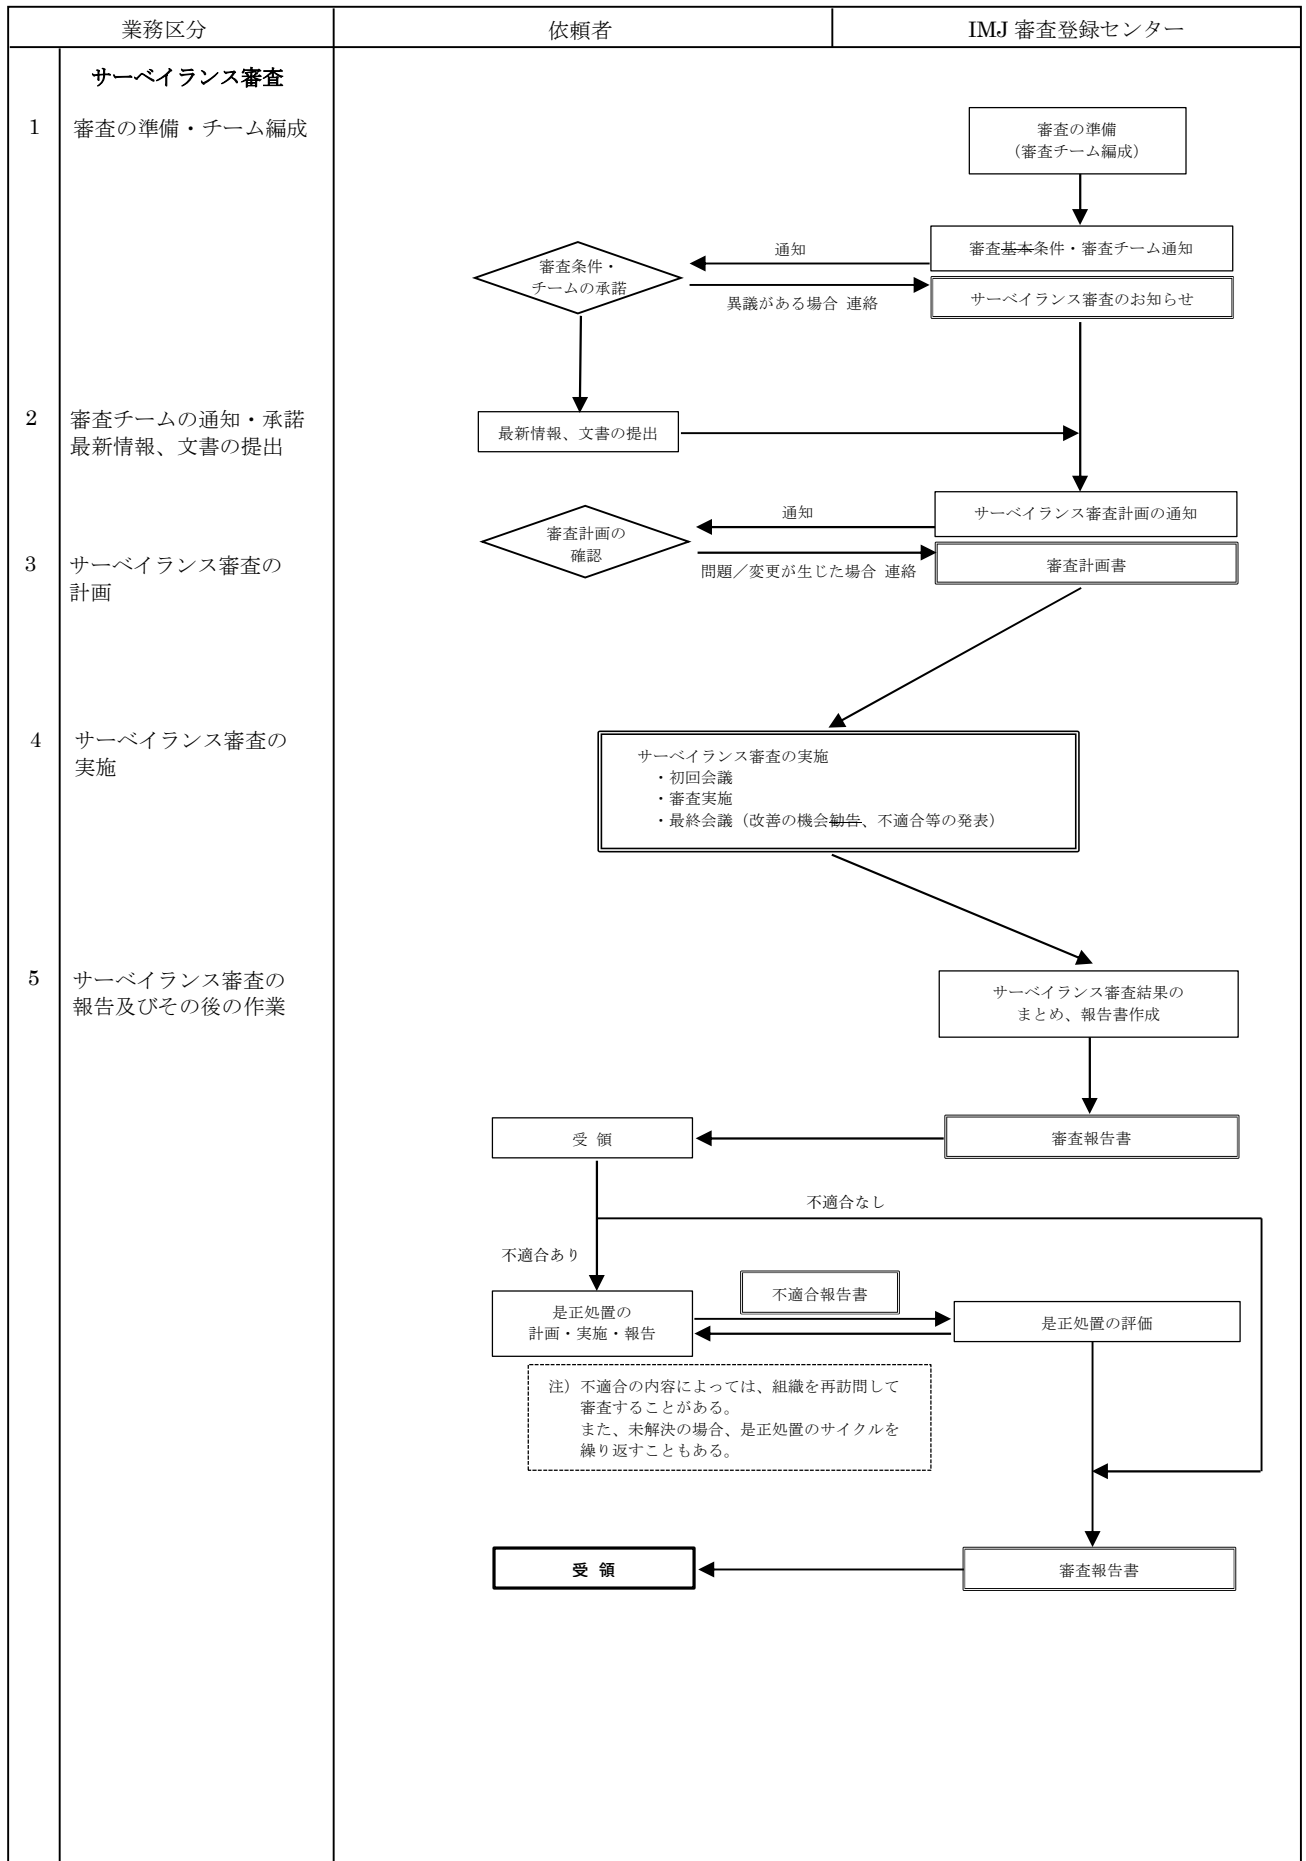 業務区分
依頼者
IMJ 審査登録センター
サーベイランス審査
1
審査の準備・チーム編成
審査の準備
（審査チーム編成）
審査基本条件・審査チーム通知
通知
審査条件・
チームの承諾
サーベイランス審査のお知らせ
異議がある場合 連絡
2
審査チームの通知・承諾
最新情報、文書の提出
最新情報、文書の提出
サーベイランス審査計画の通知
通知
審査計画の
確認
3
サーベイランス審査の
計画
審査計画書
問題／変更が生じた場合 連絡
4
サーベイランス審査の
実施
サーベイランス審査の実施
・初回会議
・審査実施
・最終会議（改善の機会勧告、不適合等の発表）
5
サーベイランス審査の
報告及びその後の作業
サーベイランス審査結果の
まとめ、報告書作成
受 領
審査報告書
不適合なし
不適合あり
不適合報告書
是正処置の
計画・実施・報告
是正処置の評価
注）不適合の内容によっては、組織を再訪問して
審査することがある。
また、未解決の場合、是正処置のサイクルを
繰り返すこともある。
受 領
審査報告書